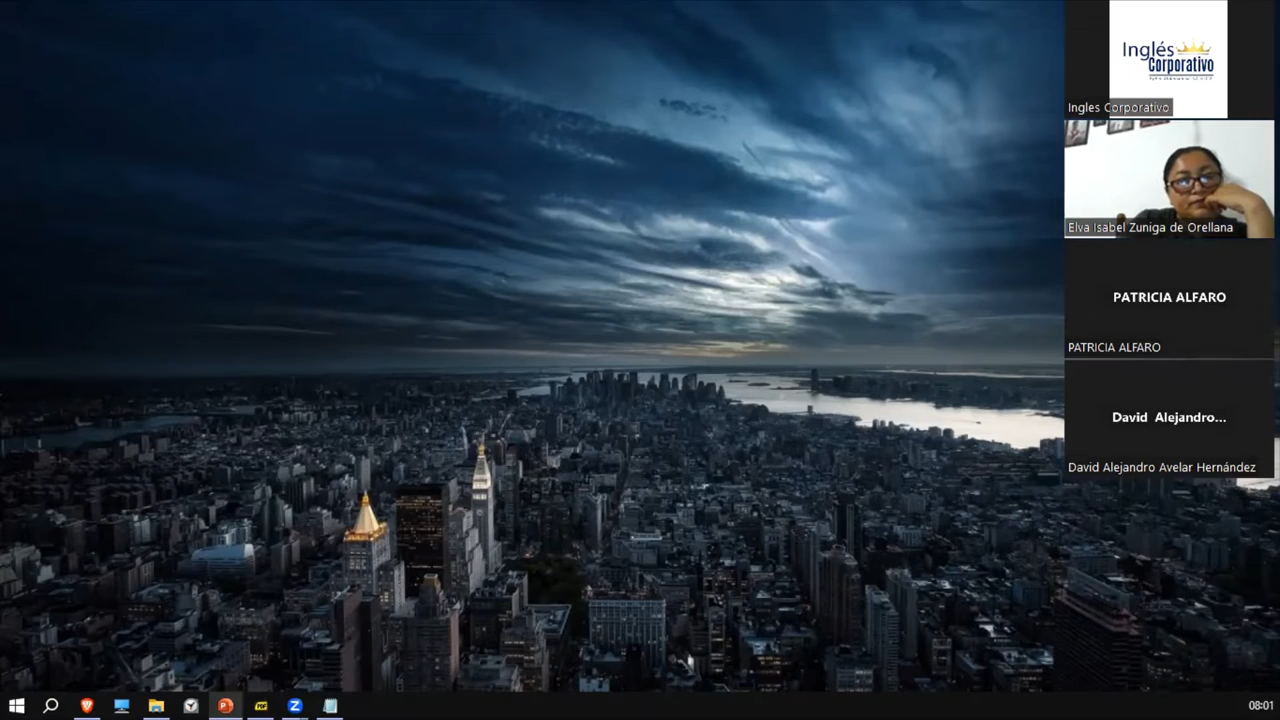 Inglés
Corporativo
Ingles Corporativo
Elva Isabel Zuniga de Orellana
PATRICIA ALFARO
PATRICIA ALFARO
David Alejandro...
David Alejandro Avelar Hernández
08:01